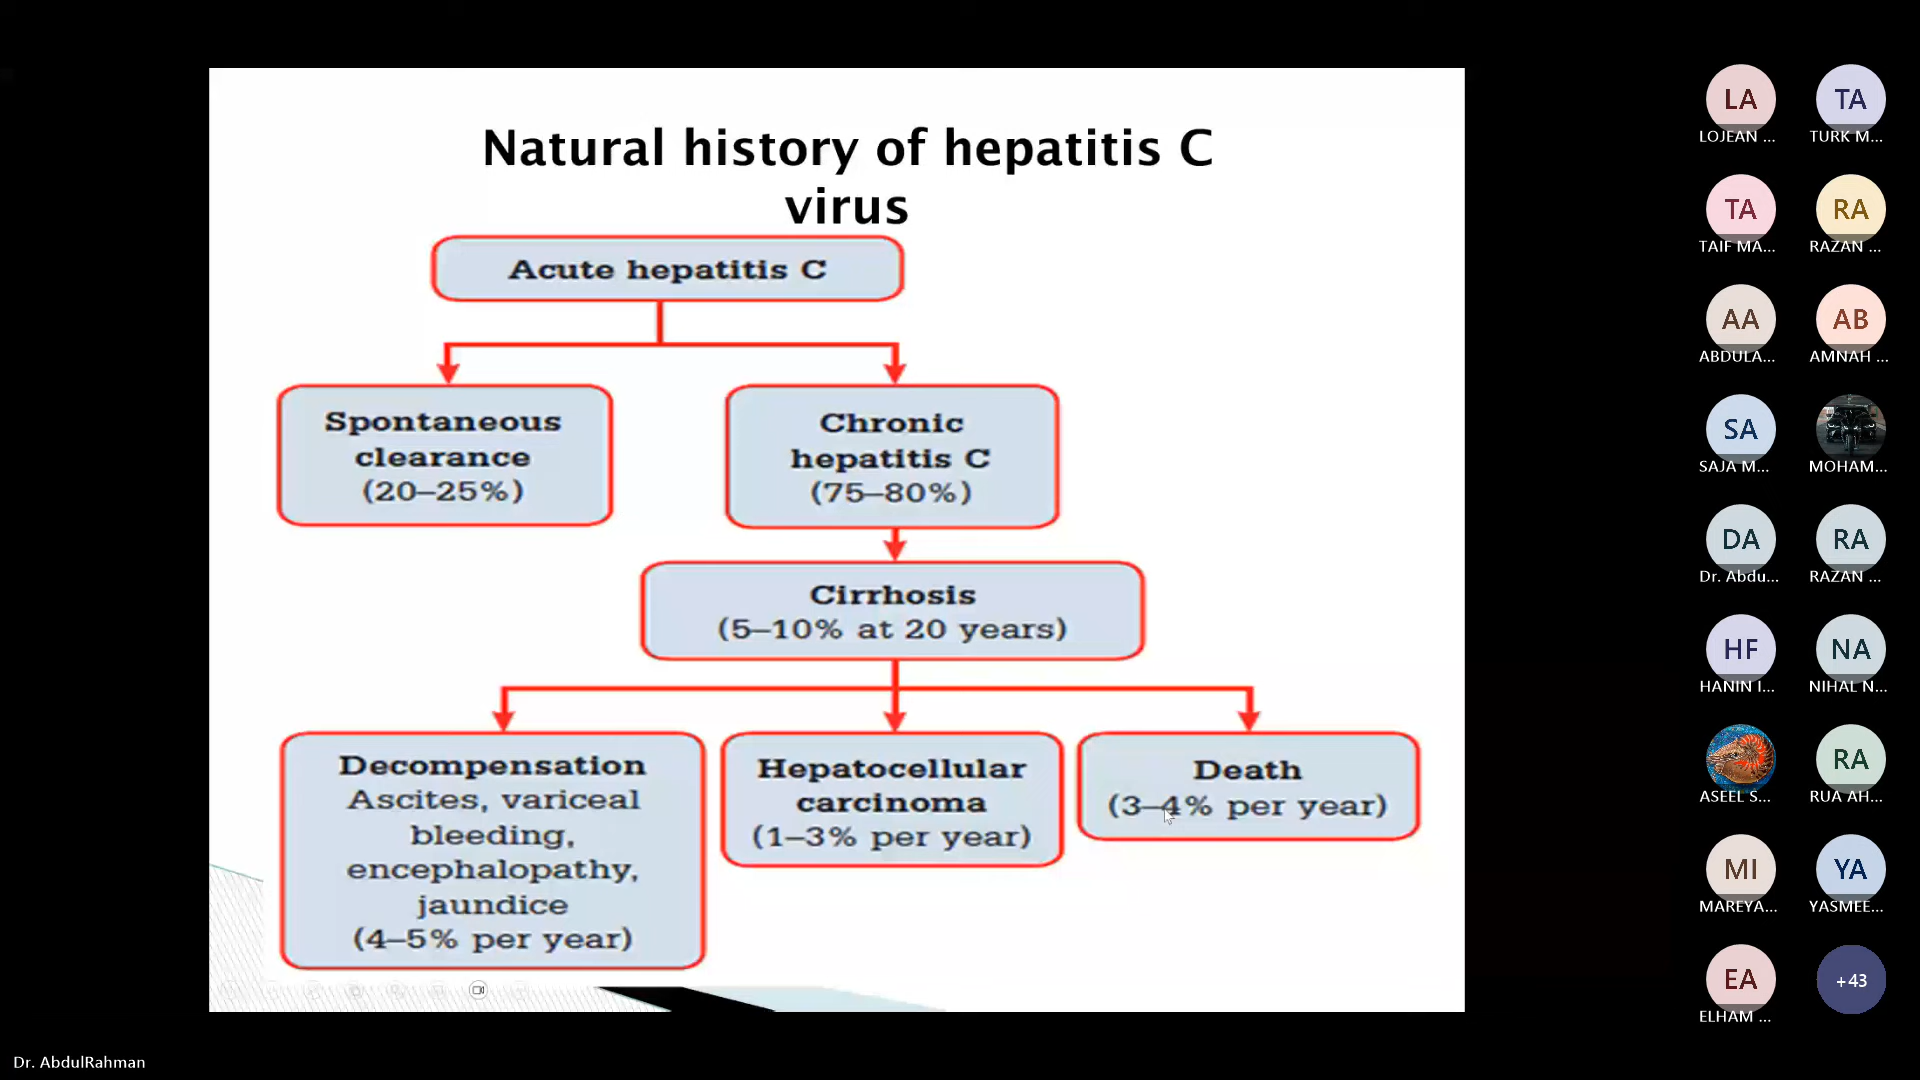 Natural history of hepatitis C
virus
Acute hepatitis C
Spontaneous
clearance
(20–25%)
Chronic
hepatitis C
(75–80%)
Cirrhosis
(5–10% at 20 years)
Decompensation
Ascites, variceal
bleeding,
encephalopathy,
jaundice
(4–5% per year)
Hepatocellular
carcinoma
(1–3% per year)
Death
(3–4% per year)
LA
LOJEAN ...
TA
TURK M...
TA
TAIF MA...
RA
RAZAN ...
AA
ABDULA...
AB
AMNAH ...
SA
SAJA M...
MOHAM...
DA
Dr. Abdu...
RA
RAZAN ...
HF
HANIN I...
NA
NIHAL N...
ASEEL S...
RA
RUA AH...
MI
MAREYA...
YA
YASMEE...
EA
ELHAM ...
+43
Dr. AbdulRahman